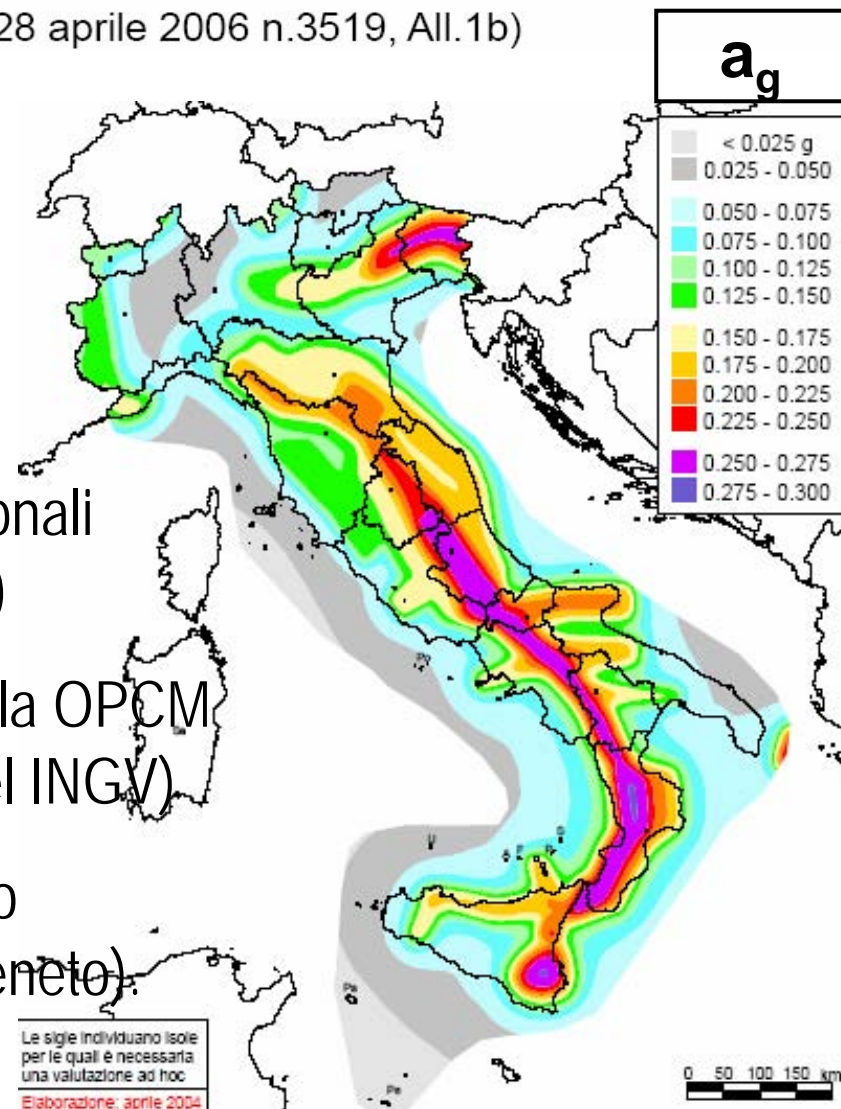 28 aprile 2006 n.3519, All.1b)
ag
< 0.025 g
0.025 - 0.050
0.050 - 0.075
0.075 - 0.100
0.100 - 0.125
0.125 - 0.150
0.150 - 0.175
0.175 - 0.200
0.200 - 0.225
0.225 - 0.250
0.250 - 0.275
0.275 - 0.300
onali
)
la OPCM
el INGV)
o
eneto).
U
Pa
Pe
Le sigle individuano isole
per le quali è necessaria
una valutazione ad hoc
Elaborazione: aprile 2004
0 50 100 150 km